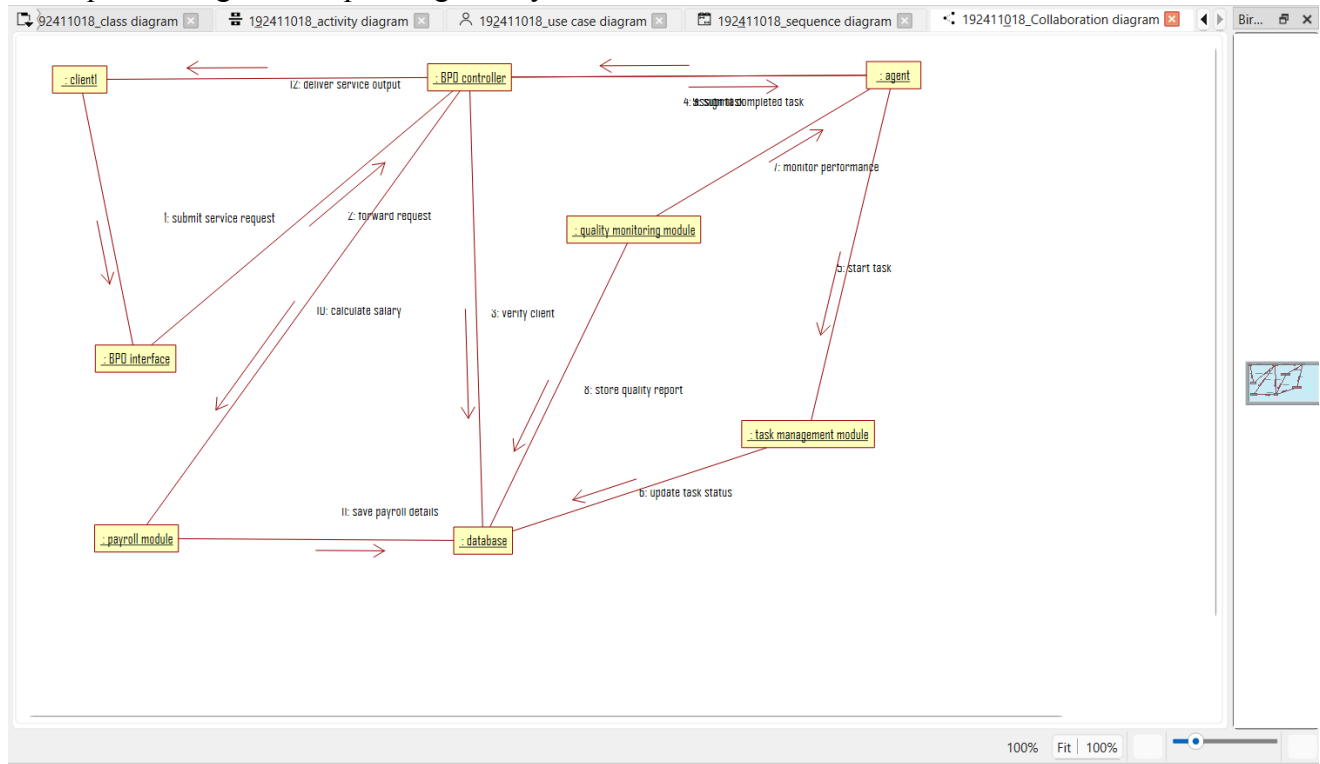 92411018_class diagram
192411018_activity diagram
192411018_use case diagram
192411018_sequence diagram
192411018_Collaboration diagram
Bir...
: client1
: BPO controller
: agent
12: deliver service output
7: monitor performance
1: submit service request
2: forward request
: quality monitoring module
5: start task
10: calculate salary
3: verify client
: BPO interface
8: store quality report
: task management module
6: update task status
11: save payroll details
: payroll module
: database
100%
Fit
100%